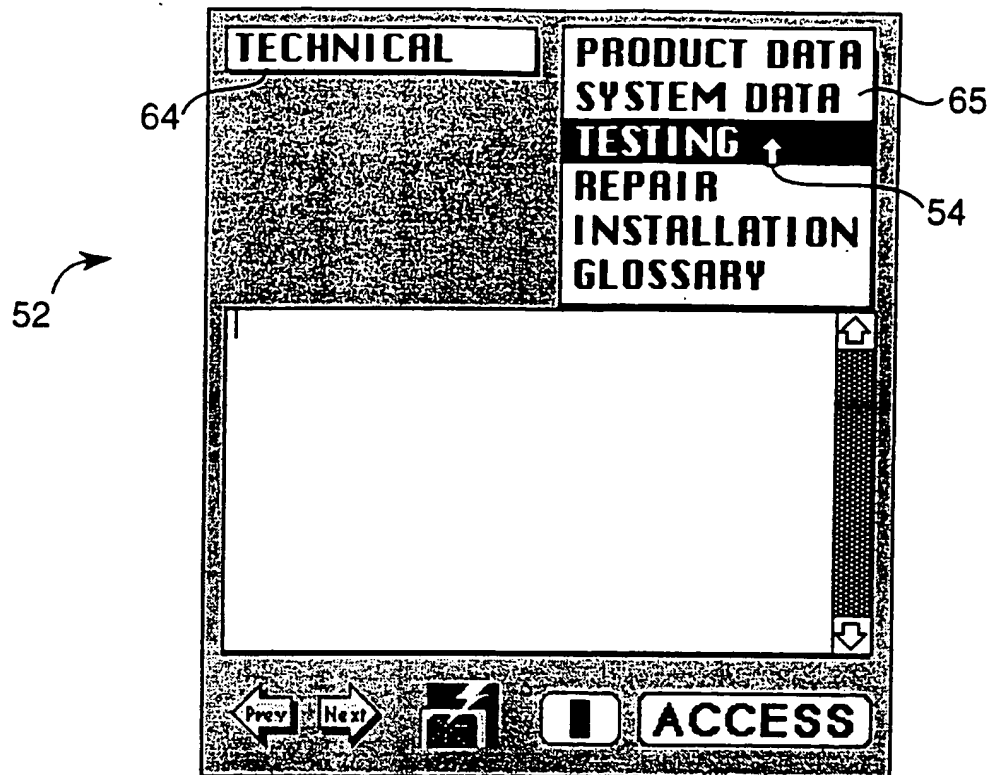 TECHNICAL
64
PRODUCT DATA
SYSTEM DATA
65
TESTING
REPAIR
54
INSTALLATION
GLOSSARY
52
Prev
Next
ACCESS